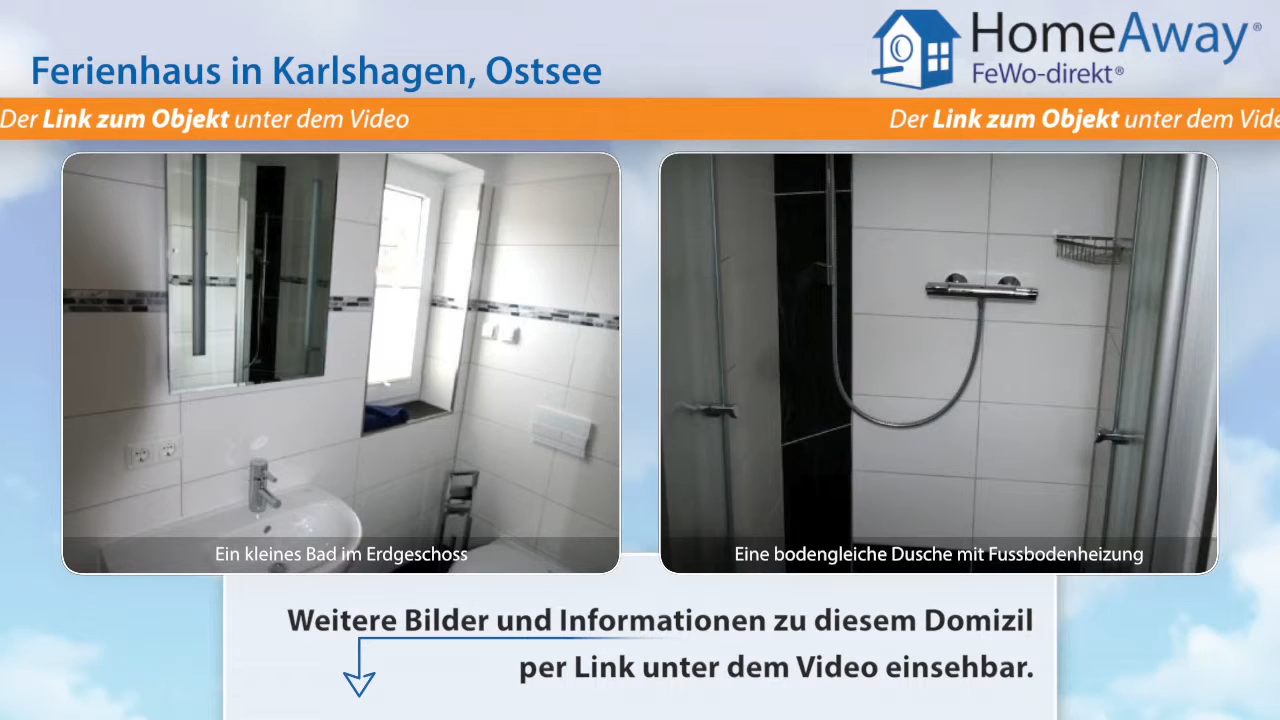 HomeAway®
FeWo-direkt®
Ferienhaus in Karlshagen, Ostsee
Der Link zum Objekt unter dem Video
Der Link zum Objekt unter dem Vide
Ein kleines Bad im Erdgeschoss
Eine bodengleiche Dusche mit Fussbodenheizung
Weitere Bilder und Informationen zu diesem Domizil
per Link unter dem Video einsehbar.